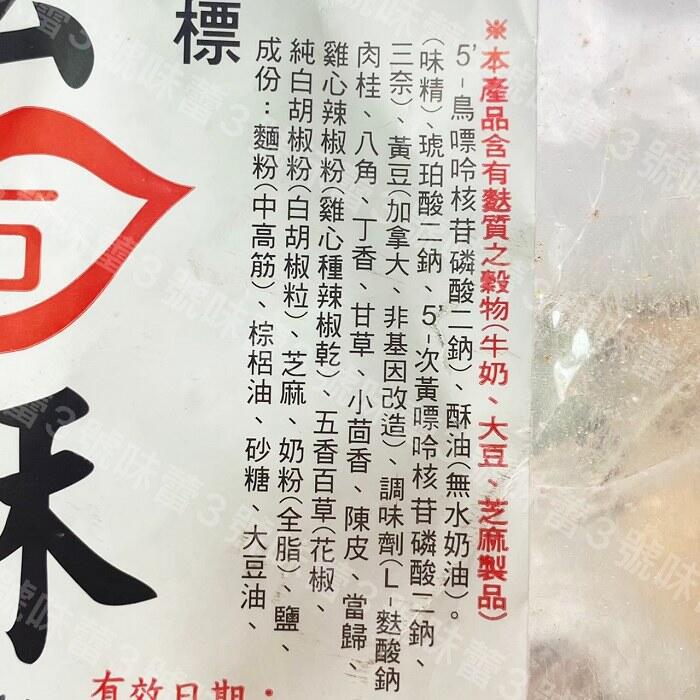 標
成份：麵粉(中高筋)、棕梠油、砂糖、大豆油、
純白胡椒粉(白胡椒粒)、芝麻、奶粉(全脂)、鹽、
雞心辣椒粉(雞心種辣椒乾)、五香百草(花椒、
肉桂、八角、丁香、甘草、小茴香、陳皮、當歸、
三奈)、黃豆(加拿大、非基因改造)、調味劑(L-麩酸鈉
(味精)、琥珀酸二鈉、5'-次黃嘌呤核苷磷酸二鈉、
5'-鳥嘌呤核苷磷酸二鈉)、酥油(無水奶油)。
※本產品含有麩質之穀物(牛奶、大豆、芝麻製品)
有效日期：
味蕾3號